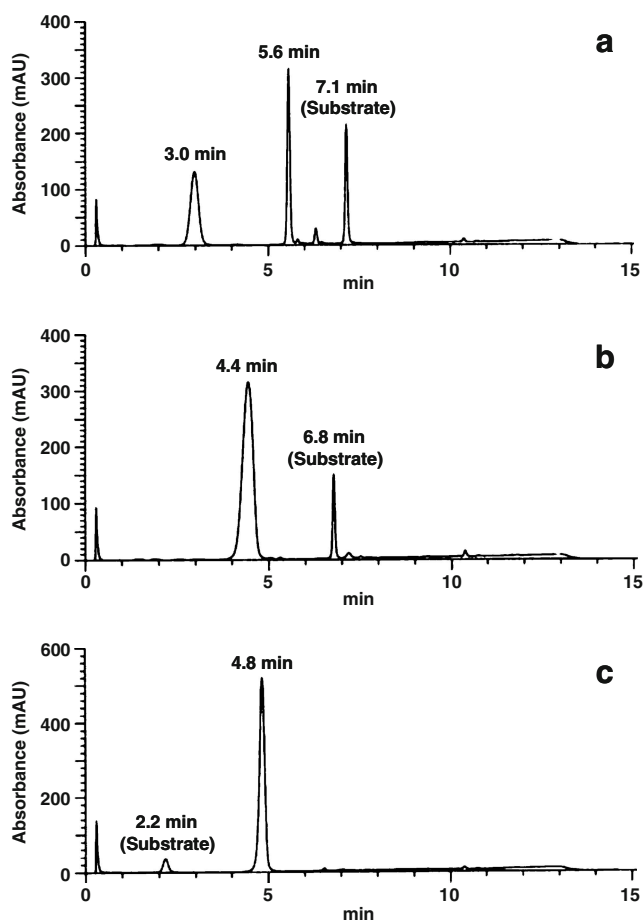 a
400
300
200
100
0
Absorbance (mAU)
3.0 min
5.6 min
7.1 min
(Substrate)
0 5 10 15
min
b
400
300
200
100
0
Absorbance (mAU)
4.4 min
6.8 min
(Substrate)
0 5 10 15
min
c
600
400
200
0
Absorbance (mAU)
2.2 min
(Substrate)
4.8 min
0 5 10 15
min